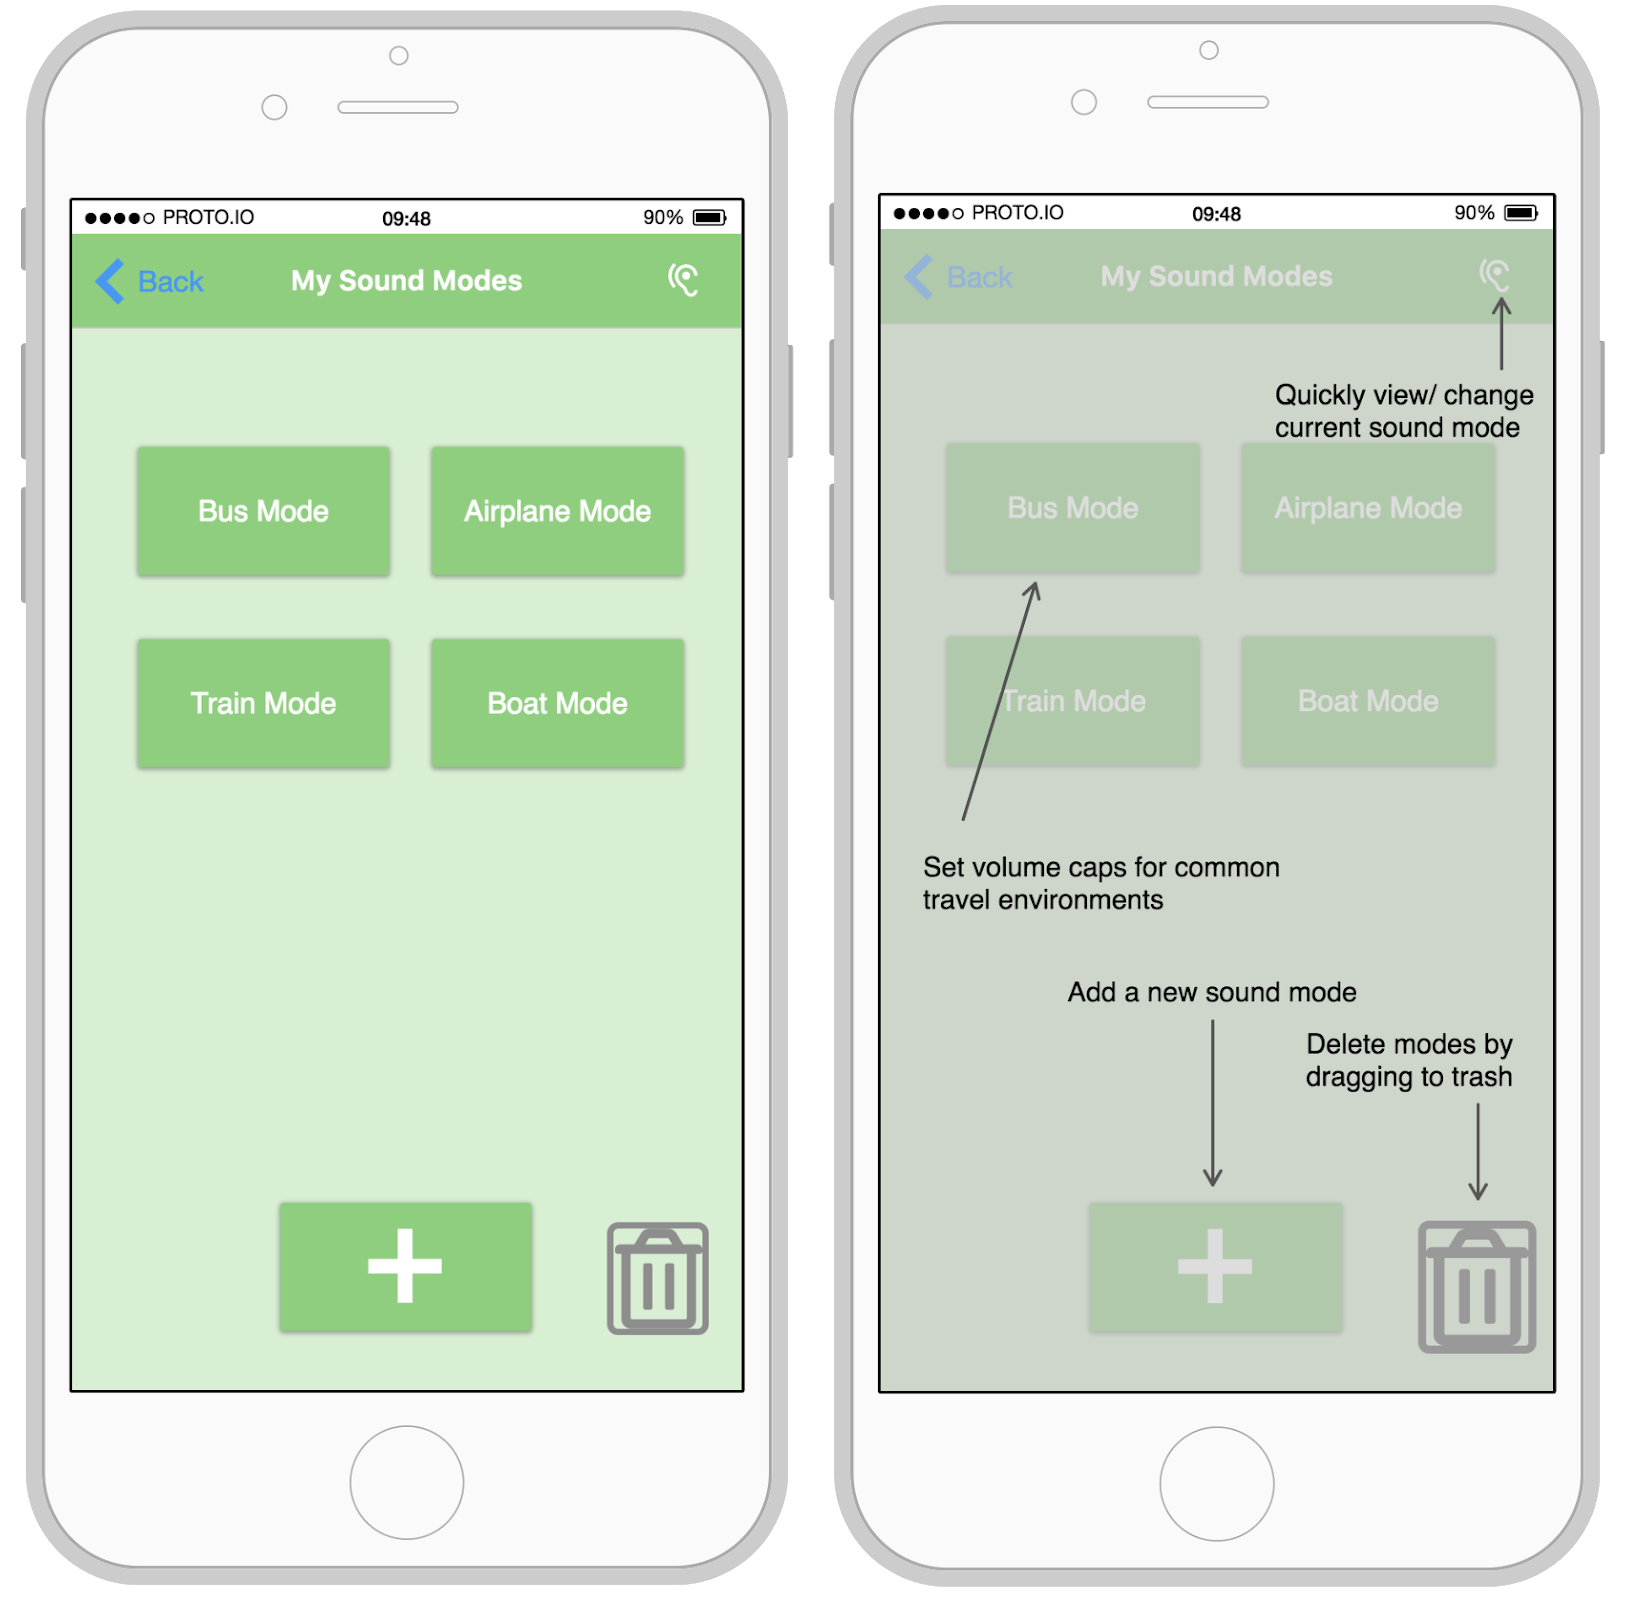 PROTO.IO 09:48 90%
Back My Sound Modes
Bus Mode Airplane Mode
Train Mode Boat Mode
PROTO.IO 09:48 90%
Back My Sound Modes
Quickly view/ change
current sound mode
Bus Mode Airplane Mode
Train Mode Boat Mode
Set volume caps for common
travel environments
Add a new sound mode
Delete modes by
dragging to trash